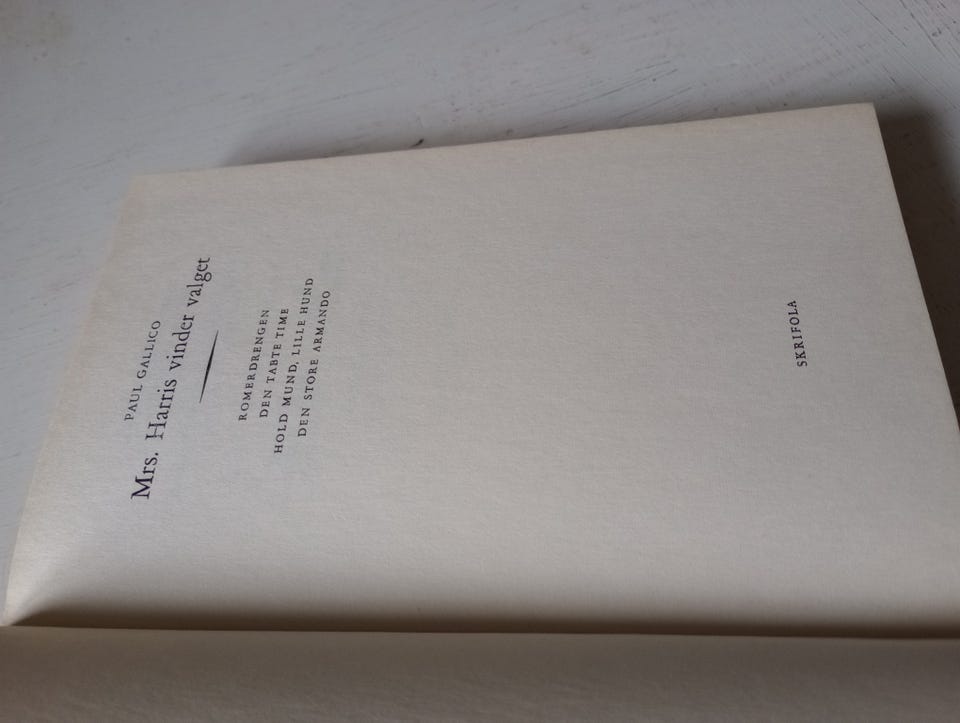 PAUL GALLICO
Mrs. Harris vinder valget
ROMERDRENGEN
DEN TABTE TIME
HOLD MUND, LILLE HUND
DEN STORE ARMANDO
SKRIFOLA